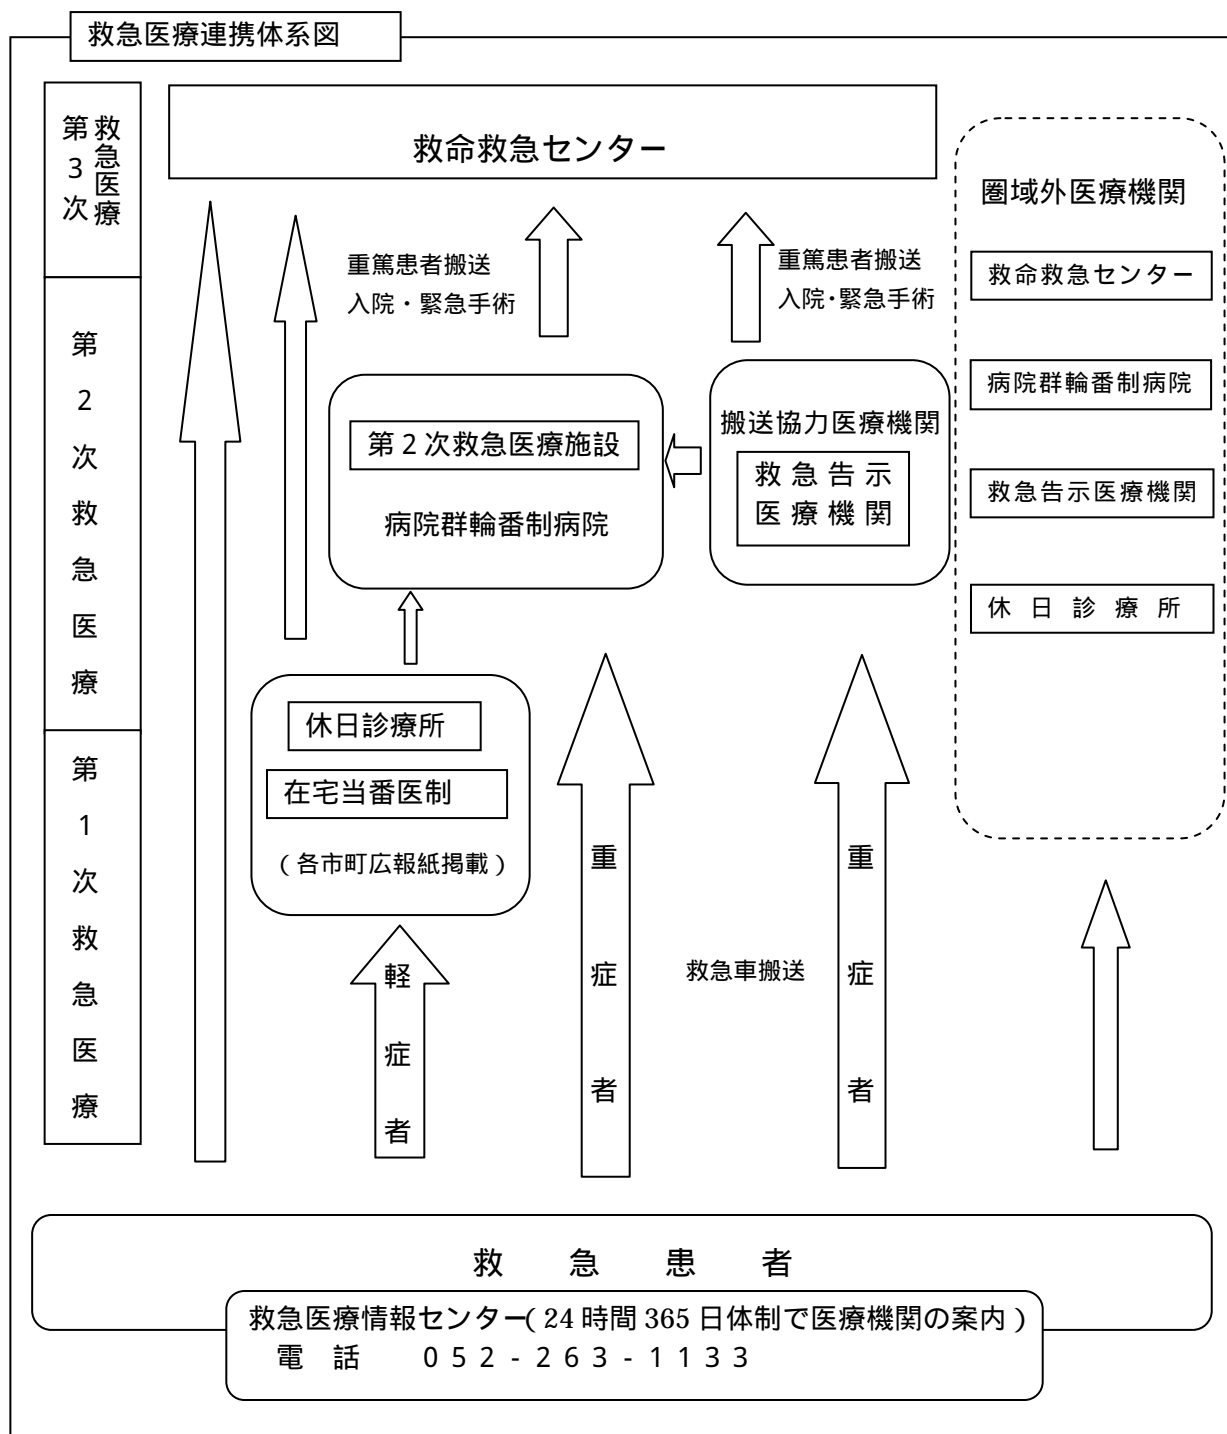 救急医療連携体系図
第３次
救急医療
救命救急センター
圏域外医療機関
救命救急センター
病院群輪番制病院
救急告示医療機関
休日診療所
重篤患者搬送
入院・緊急手術
重篤患者搬送
入院･緊急手術
第２次救急医療
第２次救急医療施設
病院群輪番制病院
搬送協力医療機関
救急告示
医療機関
第１次救急医療
休日診療所
在宅当番医制
（各市町広報紙掲載）
軽症者
重症者
救急車搬送
重症者
救急患者
救急医療情報センター（24時間365日体制で医療機関の案内）
電　話　　０５２-２６３-１１３３